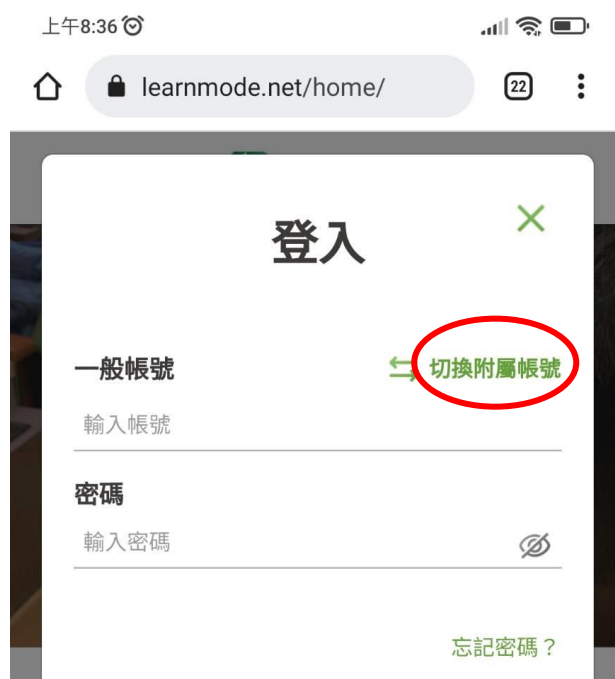 上午8:36
learnmode.net/home/
22
登入
一般帳號
切換附屬帳號
輸入帳號
密碼
輸入密碼
忘記密碼？